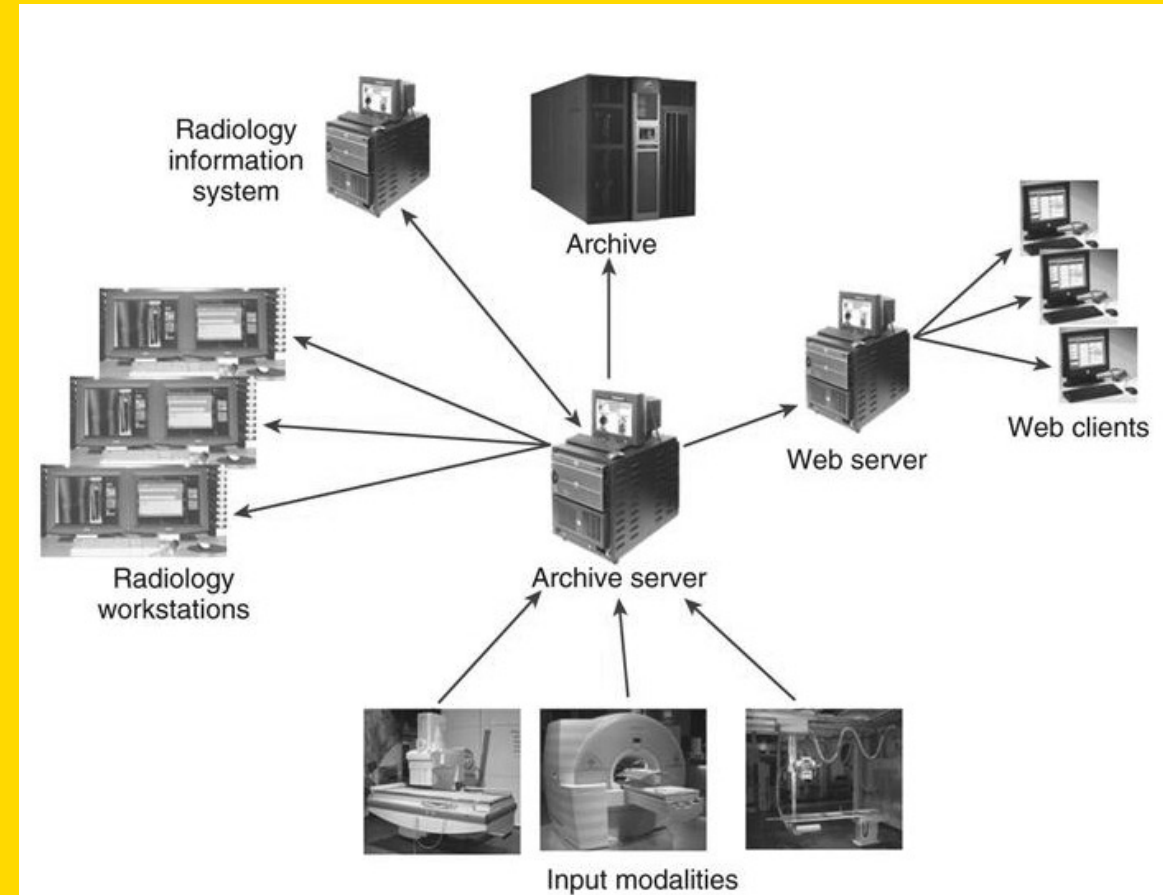 Radiology
information
system
Archive
Radiology
workstations
Archive server
Web server
Web clients
Input modalities